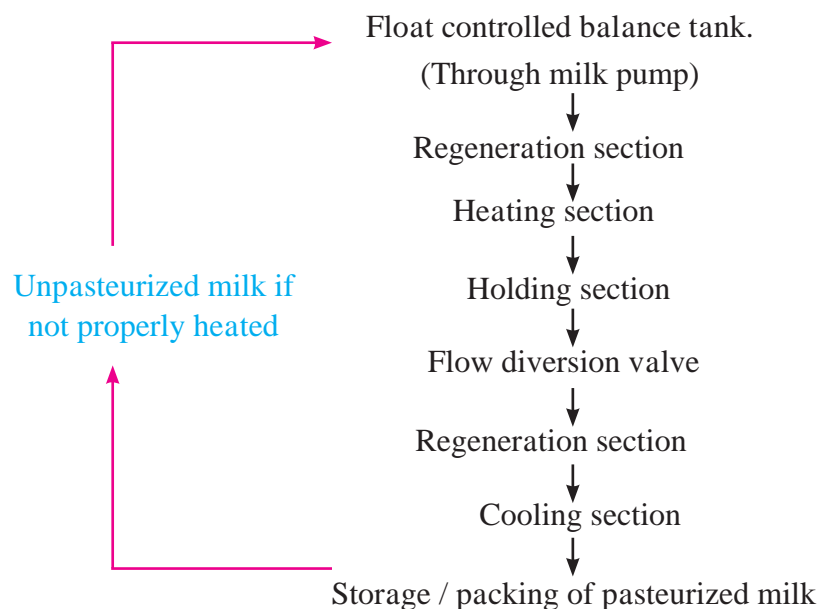 Float controlled balance tank.
(Through milk pump)
Regeneration section
Heating section
Unpasteurized milk if
not properly heated
Holding section
Flow diversion valve
Regeneration section
Cooling section
Storage / packing of pasteurized milk